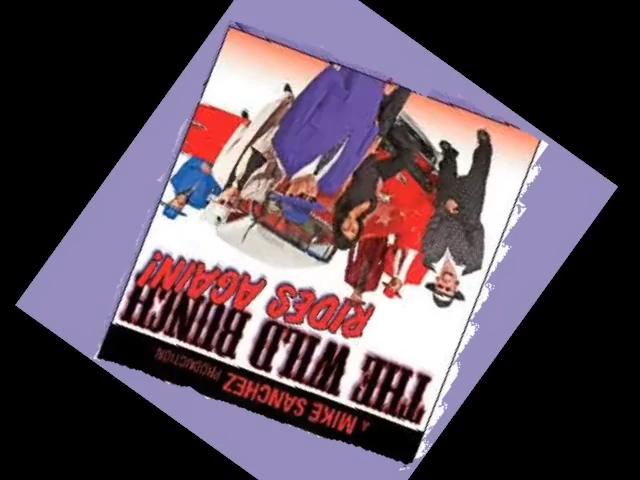 A MIKE SANCHEZ PRODUCTION
THE WILD BUNCH
RIDES AGAIN!